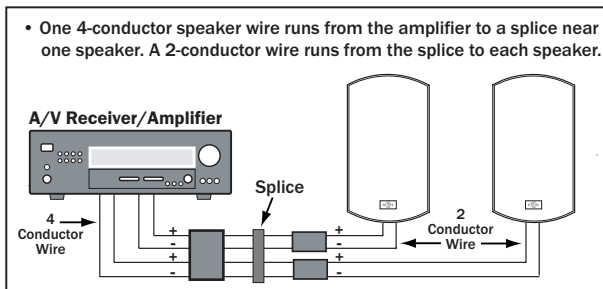 • One 4-conductor speaker wire runs from the amplifier to a splice near
one speaker. A 2-conductor wire runs from the splice to each speaker.
A/V Receiver/Amplifier
Splice
4
Conductor
Wire
2
Conductor
Wire
+
-
+
-
+
-
+
-